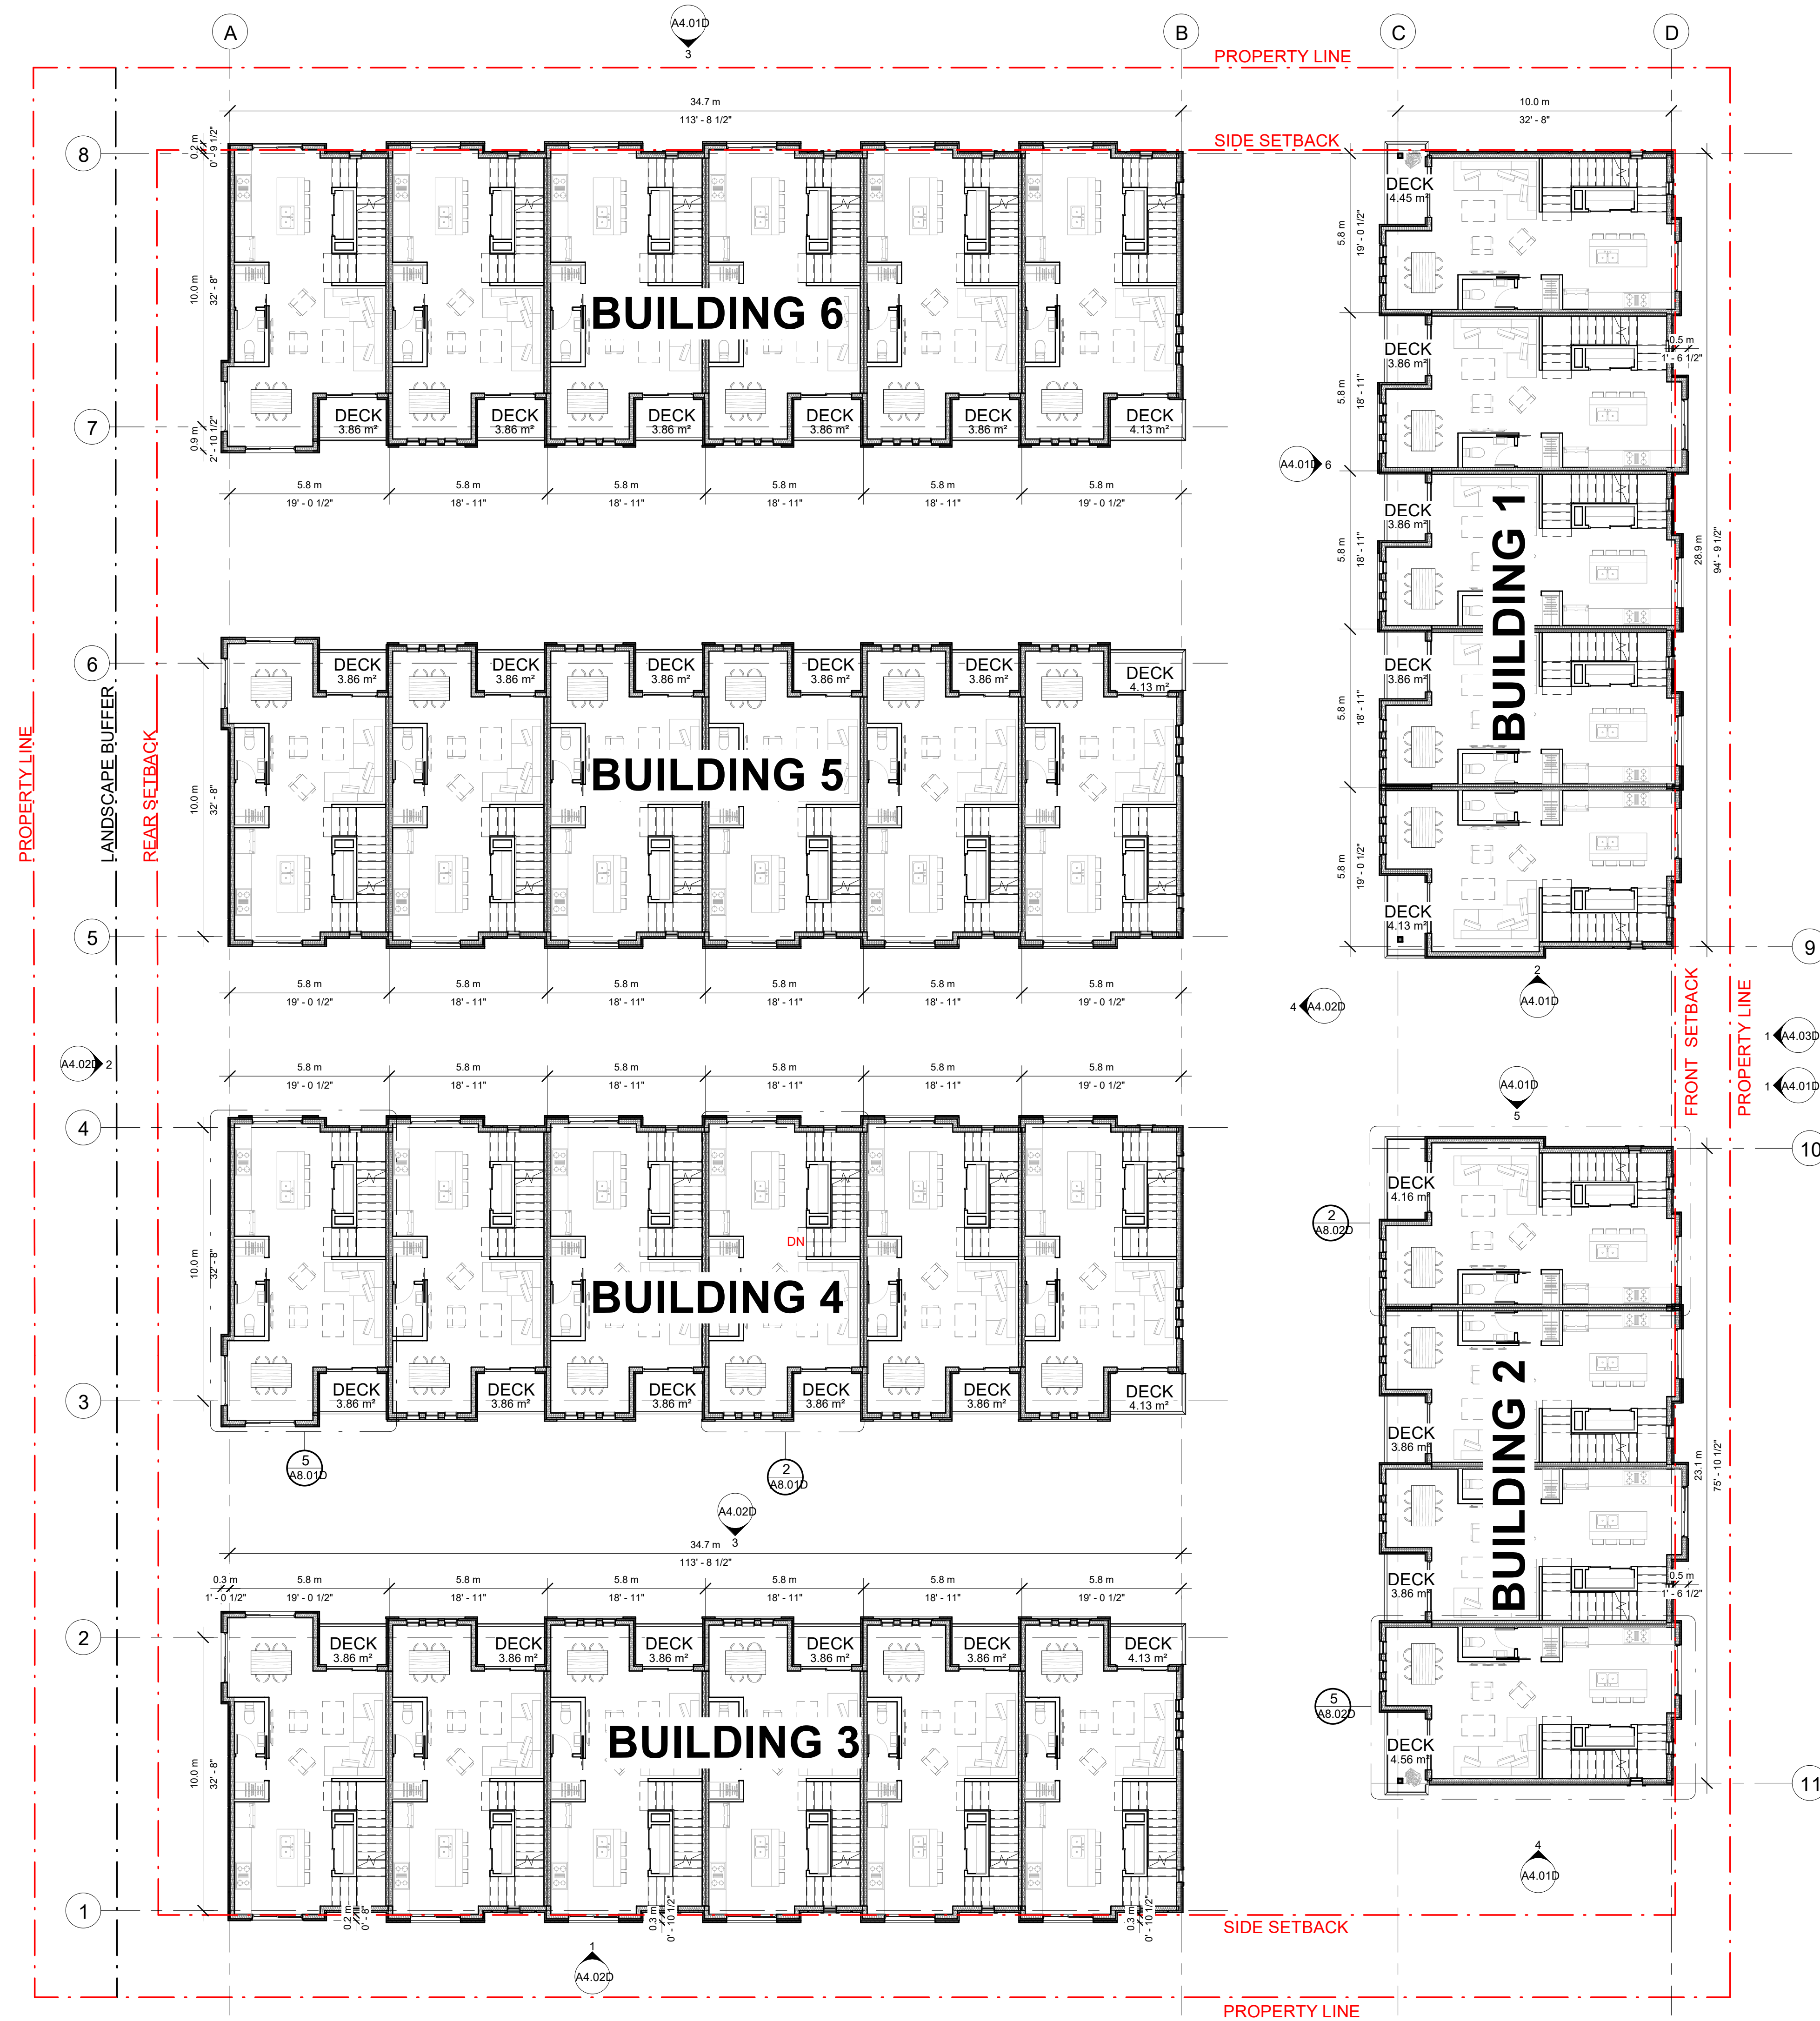 A
B
C
D
A4.01D
3
PROPERTY LINE
34.7 m
113' - 8 1/2"
10.0 m
32' - 8"
SIDE SETBACK
8
0.2 m
0' - 9 1/2"
10.0 m
32' - 8"
BUILDING 6
7
0.9 m
2' - 10 1/2"
DECK
3.86 m²
DECK
3.86 m²
DECK
3.86 m²
DECK
3.86 m²
DECK
3.86 m²
DECK
4.13 m²
5.8 m
19' - 0 1/2"
5.8 m
18' - 11"
5.8 m
18' - 11"
5.8 m
18' - 11"
5.8 m
18' - 11"
5.8 m
19' - 0 1/2"
DECK
4.45 m²
DECK
3.86 m²
DECK
3.86 m²
DECK
3.86 m²
DECK
4.13 m²
5.8 m
19' - 0 1/2"
5.8 m
18' - 11"
5.8 m
18' - 11"
5.8 m
18' - 11"
5.8 m
19' - 0 1/2"
0.5 m
1' - 6 1/2"
A4.01D
6
BUILDING 1
28.9 m
94' - 9 1/2"
9
2
A4.01D
6
DECK
3.86 m²
DECK
3.86 m²
DECK
3.86 m²
DECK
3.86 m²
DECK
3.86 m²
DECK
4.13 m²
PROPERTY LINE
LANDSCAPE BUFFER
REAR SETBACK
10.0 m
32' - 8"
BUILDING 5
5
5.8 m
19' - 0 1/2"
5.8 m
18' - 11"
5.8 m
18' - 11"
5.8 m
18' - 11"
5.8 m
18' - 11"
5.8 m
19' - 0 1/2"
4
A4.02D
FRONT SETBACK
PROPERTY LINE
1
A4.03D
1
A4.01D
A4.02D
2
5.8 m
19' - 0 1/2"
5.8 m
18' - 11"
5.8 m
18' - 11"
5.8 m
18' - 11"
5.8 m
18' - 11"
5.8 m
19' - 0 1/2"
A4.01D
5
4
10.0 m
32' - 8"
DN
BUILDING 4
3
DECK
3.86 m²
DECK
3.86 m²
DECK
3.86 m²
DECK
3.86 m²
DECK
3.86 m²
DECK
4.13 m²
5
A8.01D
2
A8.01D
A4.02D
3
10
DECK
4.16 m²
2
A8.02D
DECK
3.86 m²
DECK
3.86 m²
DECK
4.56 m²
BUILDING 2
23.1 m
75' - 10 1/2"
0.5 m
1' - 6 1/2"
5
A8.02D
11
4
A4.01D
34.7 m
113' - 8 1/2"
0.3 m
1' - 0 1/2"
5.8 m
19' - 0 1/2"
5.8 m
18' - 11"
5.8 m
18' - 11"
5.8 m
18' - 11"
5.8 m
18' - 11"
5.8 m
19' - 0 1/2"
2
DECK
3.86 m²
DECK
3.86 m²
DECK
3.86 m²
DECK
3.86 m²
DECK
3.86 m²
DECK
4.13 m²
10.0 m
32' - 8"
BUILDING 3
1
0.2 m
0' - 8"
0.3 m
0' - 10 1/2"
0.3 m
0' - 10 1/2"
SIDE SETBACK
1
A4.02D
PROPERTY LINE